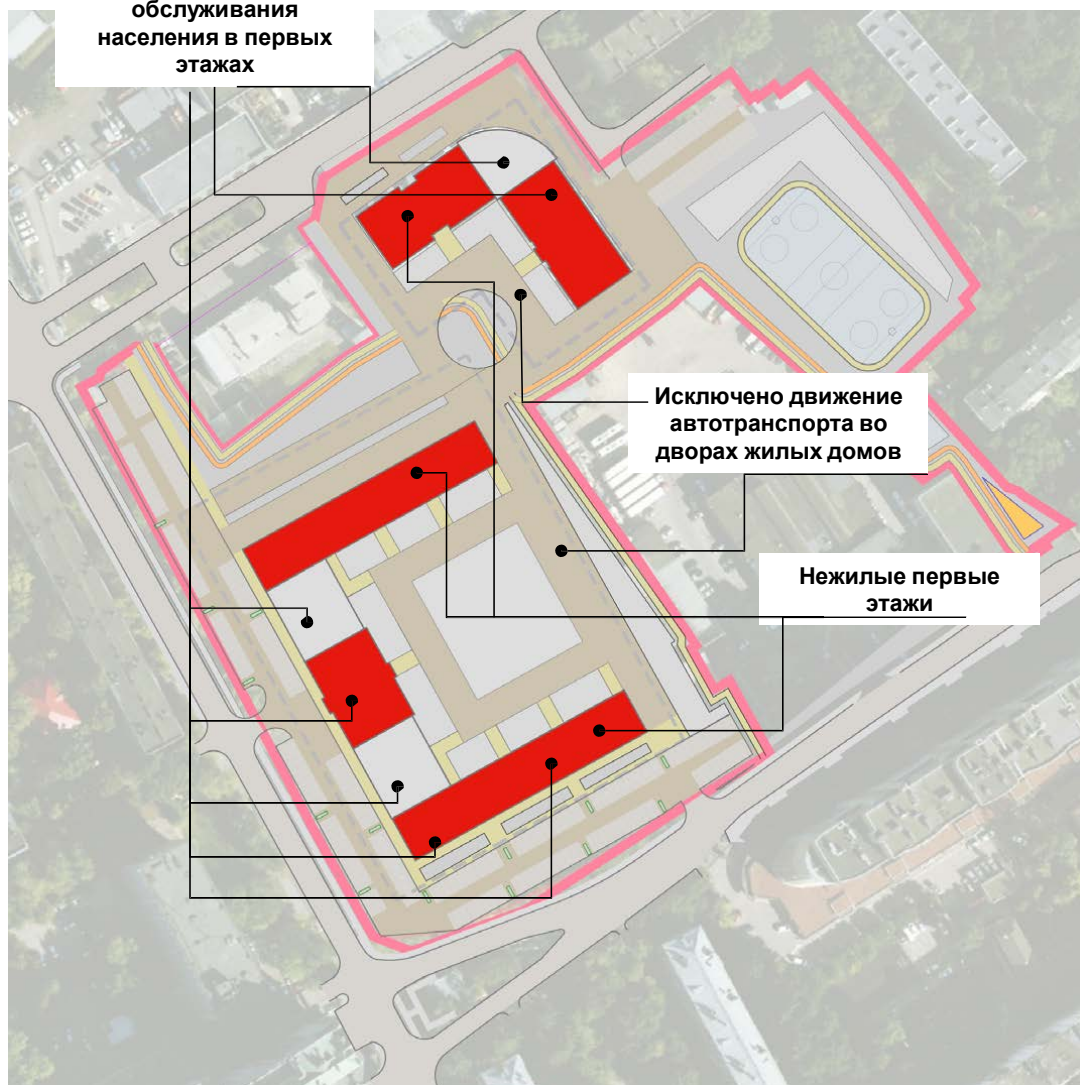 обслуживания
населения в первых
этажах
Исключено движение
автотранспорта во
дворах жилых домов
Нежилые первые
этажи